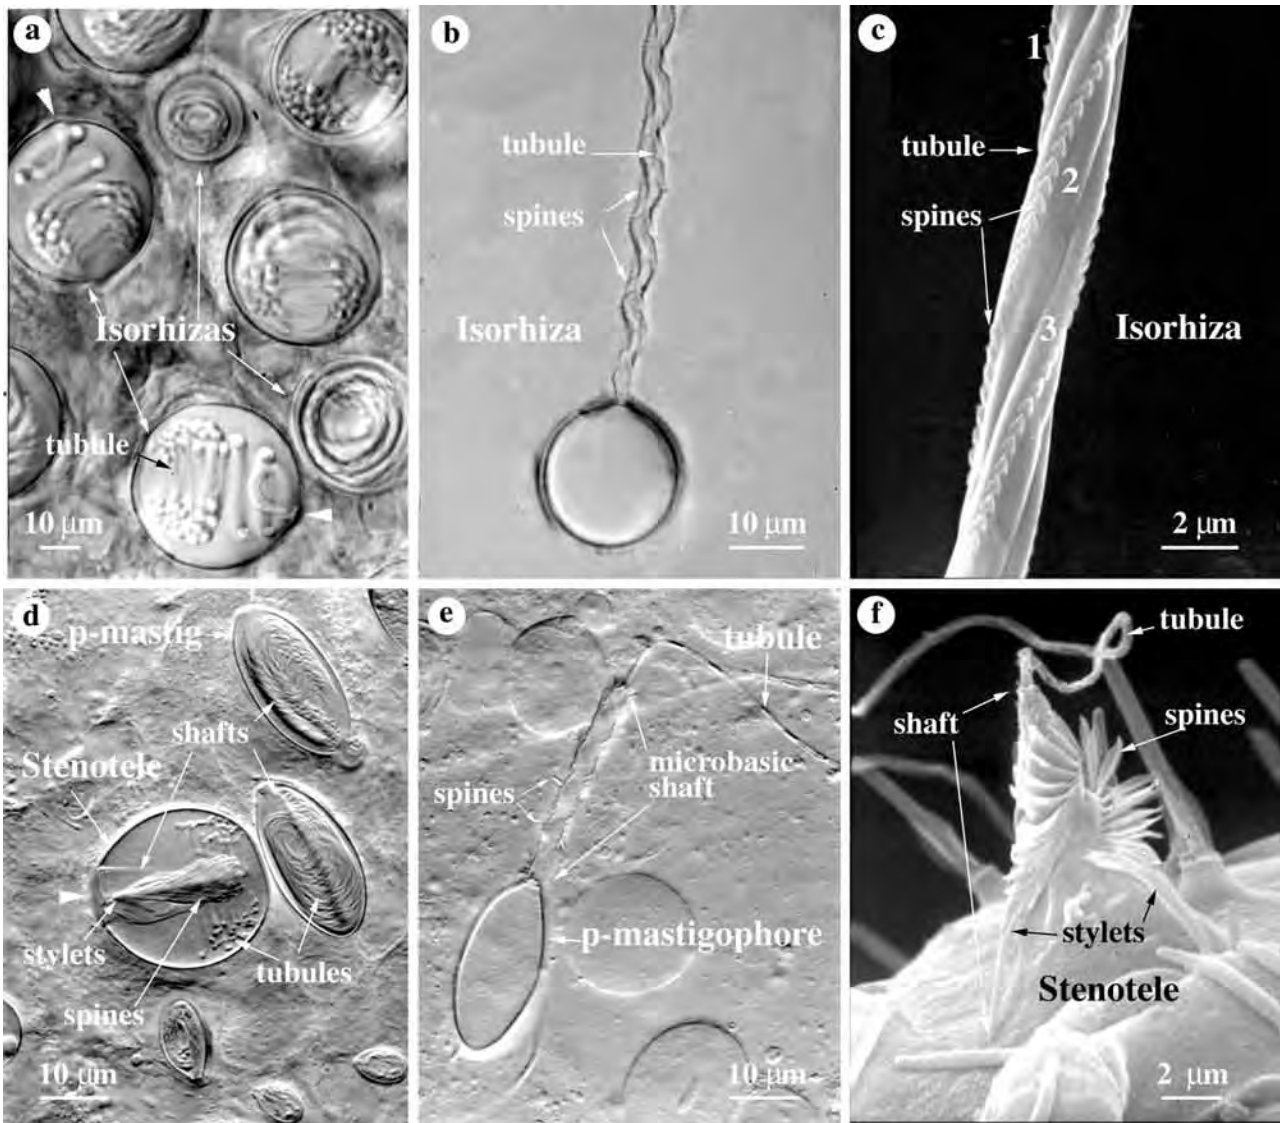 a
Isorhizas
tubule
10 µm
b
tubule
spines
Isorhiza
10 µm
c
1
tubule
2
spines
3
Isorhiza
2 µm
d
p-mastig
shafts
Stenotele
stylets
tubules
spines
10 µm
e
tubule
microbasic
spines
shaft
p-mastigophore
10 µm
f
tubule
shaft
spines
stylets
Stenotele
2 µm